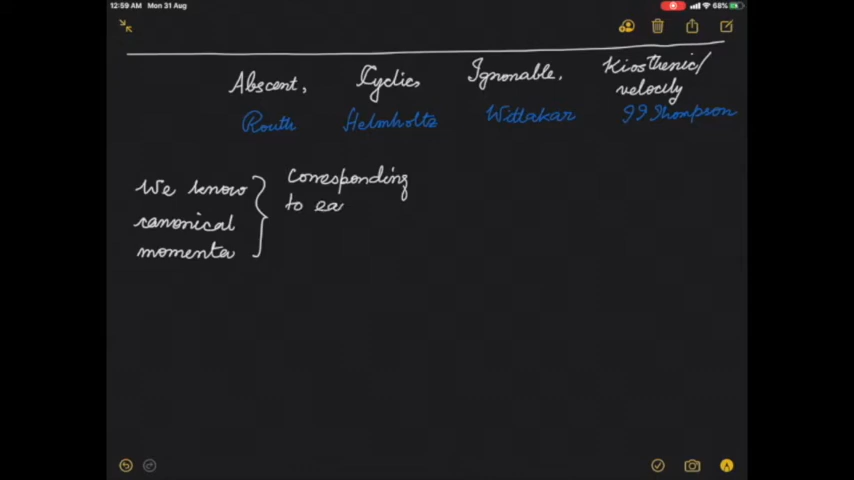 12:59 AM Mon 31 Aug 68%
Abscent, Cyclic, Ignonable, Kiosthenic/
velocity
Routh Helmholtz Wittakar JJ Thompson
We know
canonical
momenta
Corresponding
to ea